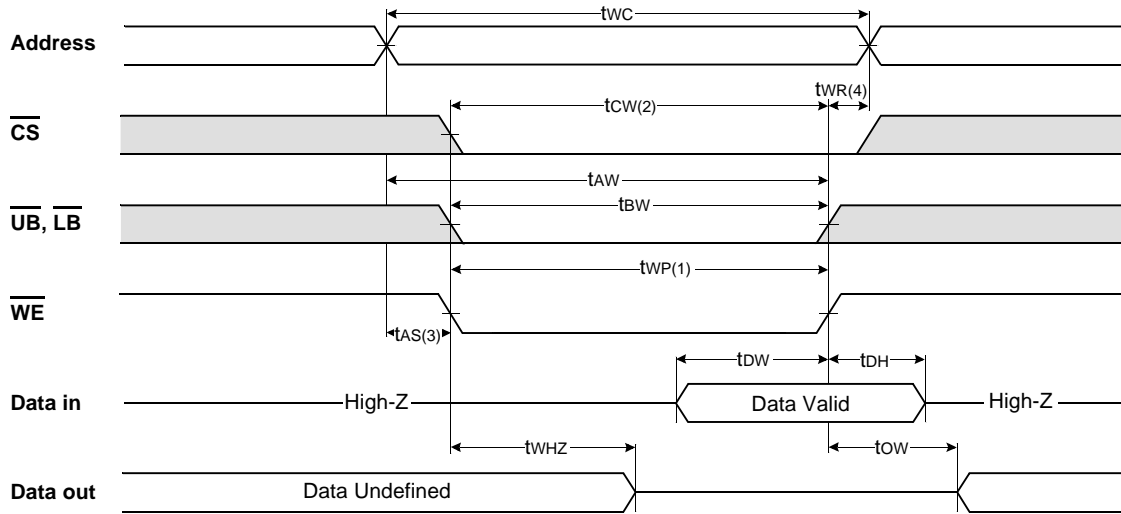 tWC
Address
tCW(2)
tWR(4)
CS
tAW
UB, LB
tBW
tWP(1)
WE
tAS(3)
tDW
tDH
Data in
High-Z
Data Valid
High-Z
tWHZ
tOW
Data out
Data Undefined